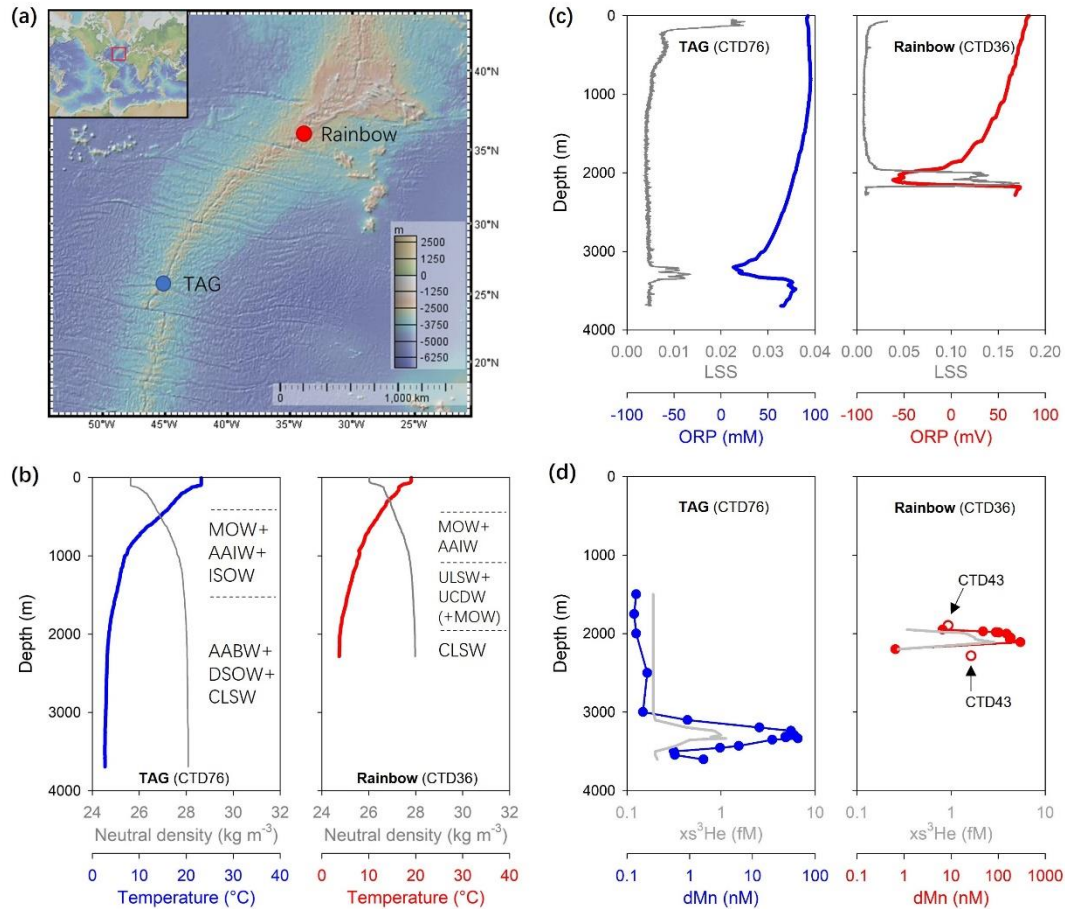 (a)
Rainbow
TAG
m
2500
1250
0
-1250
-2500
-3750
-5000
-6250
0 1,000 km
40°N
35°N
30°N
25°N
20°N
50°W 45°W 40°W 35°W 30°W 25°W
(b)
Depth (m)
0
1000
2000
3000
4000
MOW+
AAIW+
ISOW
AABW+
DSOW+
CLSW
TAG (CTD76)
24 26 28 30 32
Neutral density (kg m⁻³)
0 10 20 30 40
Temperature (°C)
MOW+
AAIW
ULSW+
UCDW
(+MOW)
CLSW
Rainbow (CTD36)
24 26 28 30 32
Neutral density (kg m⁻³)
0 10 20 30 40
Temperature (°C)
(c)
Depth (m)
0
1000
2000
3000
4000
TAG (CTD76)
0.00 0.01 0.02 0.03 0.04
LSS
-100 -50 0 50 100
ORP (mM)
Rainbow (CTD36)
0.00 0.05 0.10 0.15 0.20
LSS
-100 -50 0 50 100
ORP (mV)
(d)
Depth (m)
0
1000
2000
3000
4000
TAG (CTD76)
0.1 1 10
xs³He (fM)
0.1 1 10 100
dMn (nM)
Rainbow (CTD36)
CTD43
CTD43
0.1 1 10
xs³He (fM)
0.1 1 10 100 1000
dMn (nM)